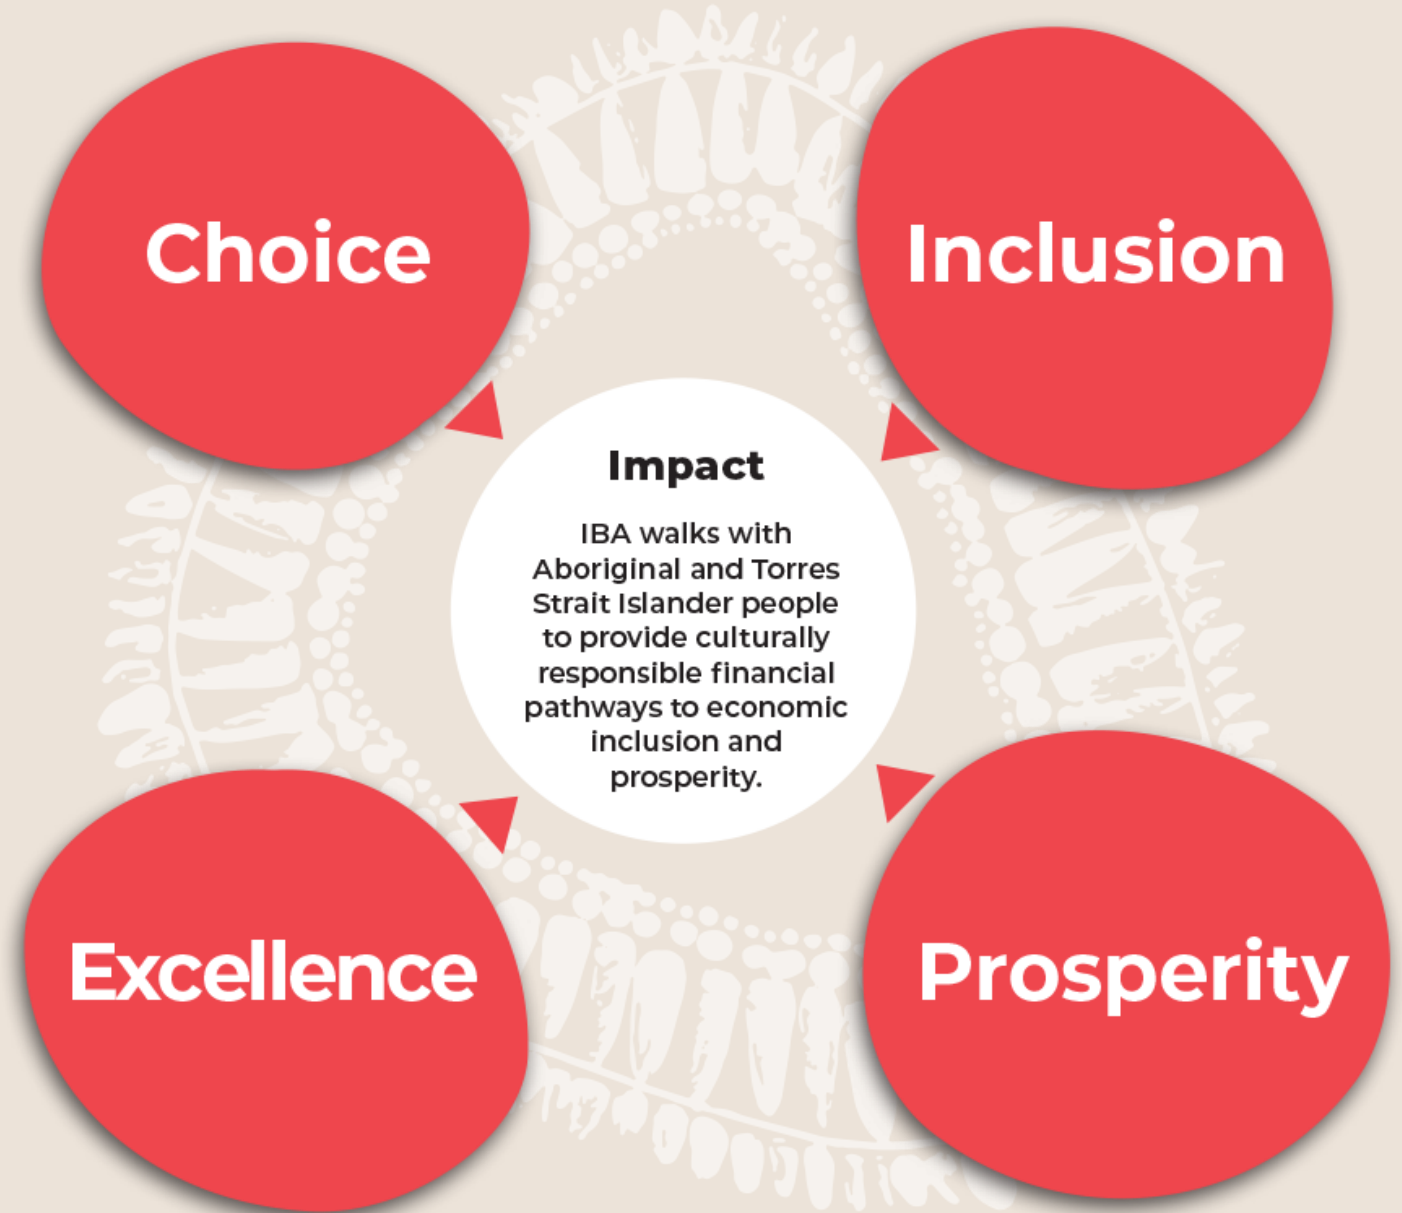 Choice
Inclusion
Impact
IBA walks with
Aboriginal and Torres
Strait Islander people
to provide culturally
responsible financial
pathways to economic
inclusion and
prosperity.
Excellence
Prosperity